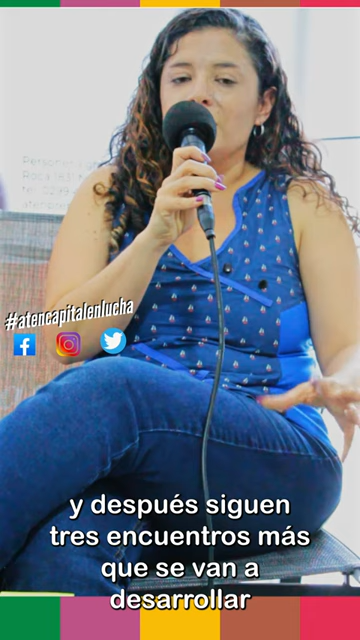 #atencapitalenlucha
y después siguen
tres encuentros más
que se van a
desarrollar